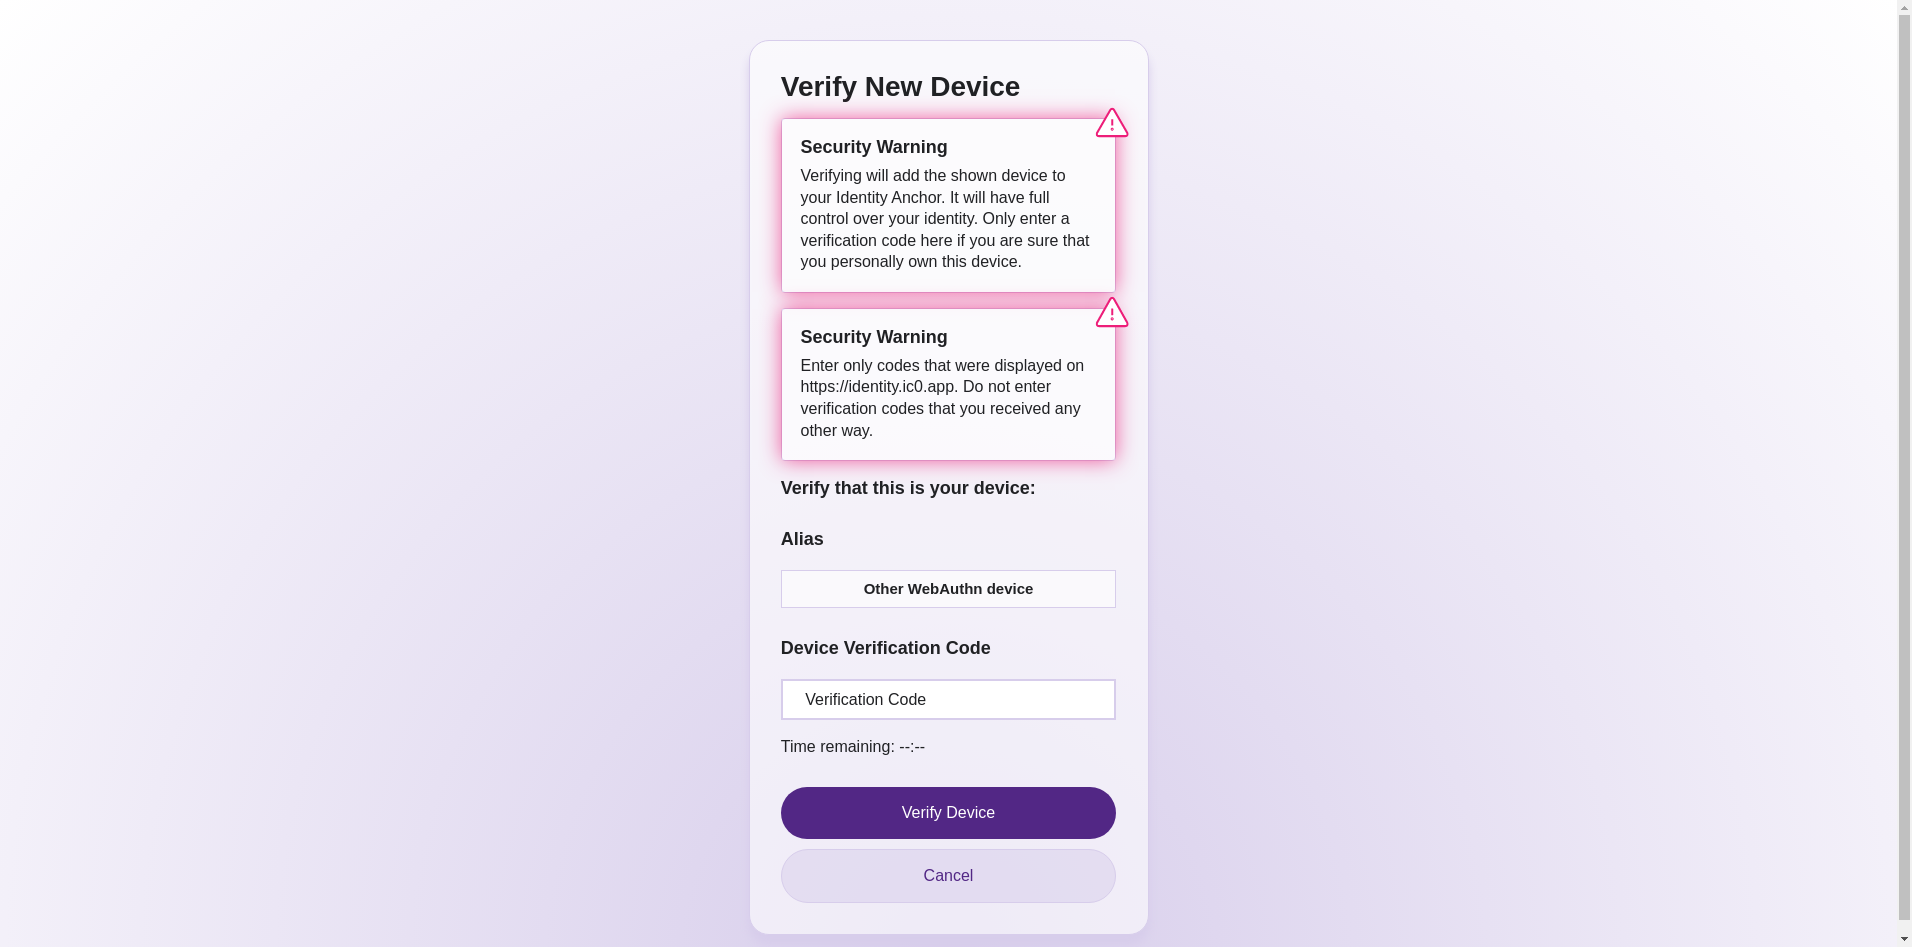 Verify New Device
Security Warning
Verifying will add the shown device to
your Identity Anchor. It will have full
control over your identity. Only enter a
verification code here if you are sure that
you personally own this device.
Security Warning
Enter only codes that were displayed on
https://identity.ic0.app. Do not enter
verification codes that you received any
other way.
Verify that this is your device:
Alias
Other WebAuthn device
Device Verification Code
Verification Code
Time remaining: --:--
Verify Device
Cancel